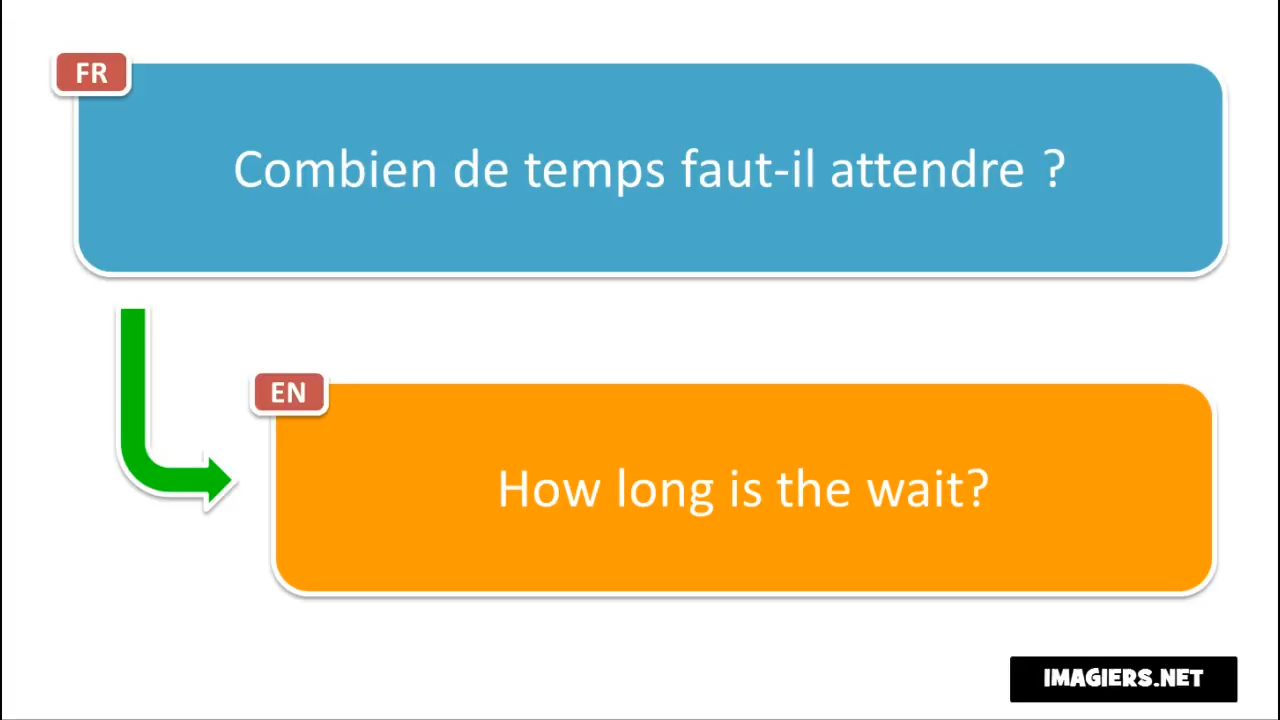 FR
Combien de temps faut-il attendre ?
EN
How long is the wait?
IMAGIERS.NET